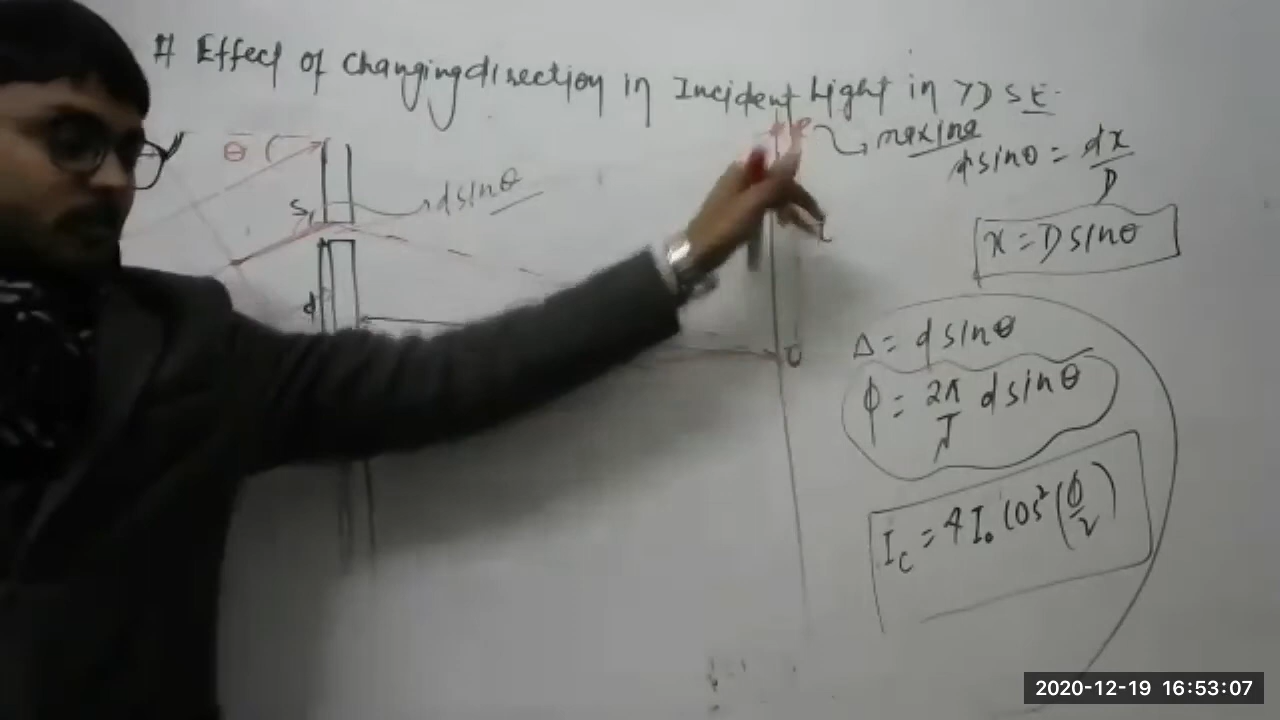 # Effect of Changing direction in Incident Light in YDSE.
θ
maxima
d sinθ = dx/D
d sinθ
S₁
x = D sinθ
d
Δ = d sinθ
O
ϕ = 2π/λ d sinθ
I_C = 4I₀ cos²(ϕ/2)
2020-12-19 16:53:07